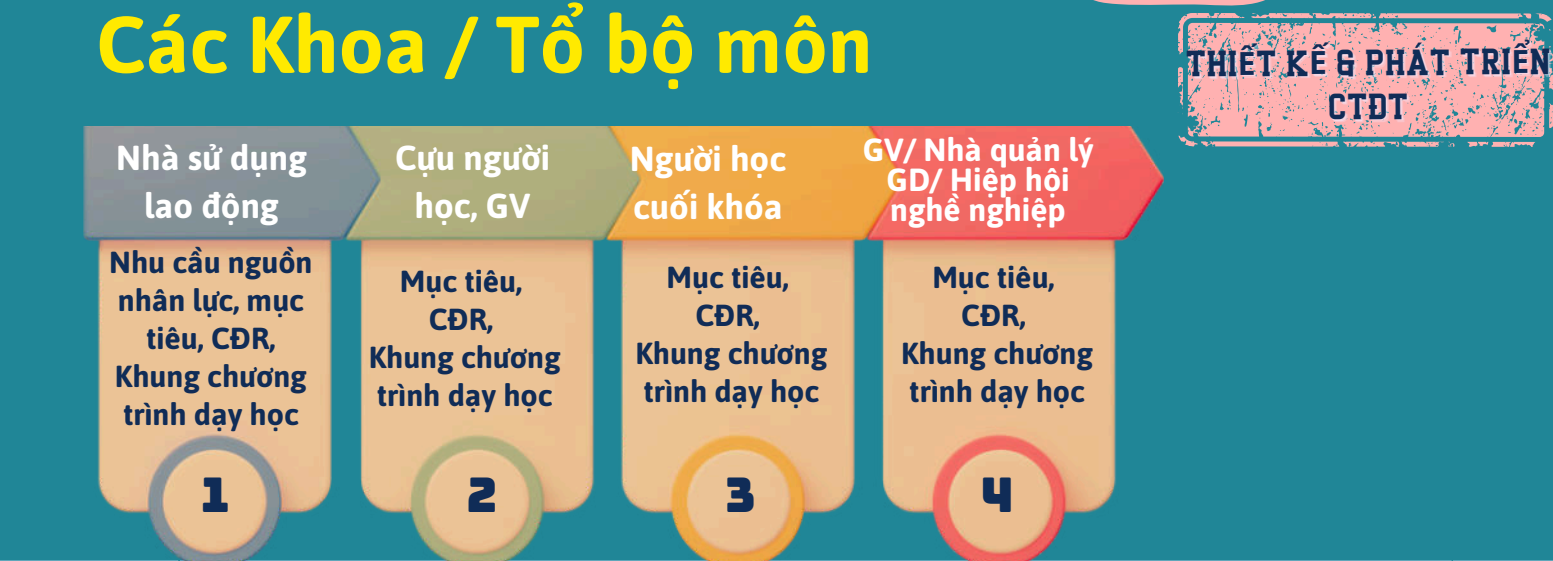 Các Khoa / Tổ bộ môn
THIẾT KẾ & PHÁT TRIỂN
CTĐT
Nhà sử dụng
lao động
Cựu người
học, GV
Người học
cuối khóa
GV/ Nhà quản lý
GD/ Hiệp hội
nghề nghiệp
Nhu cầu nguồn
nhân lực, mục
tiêu, CĐR,
Khung chương
trình dạy học
Mục tiêu,
CĐR,
Khung chương
trình dạy học
Mục tiêu,
CĐR,
Khung chương
trình dạy học
Mục tiêu,
CĐR,
Khung chương
trình dạy học
1
2
3
4